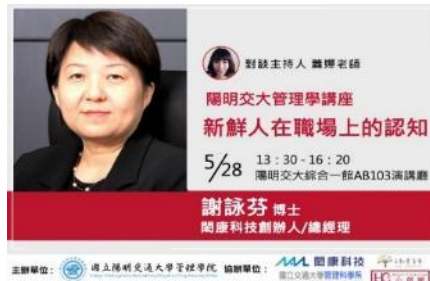 對談主持人 蕭嫚老師
陽明交大管理學講座
新鮮人在職場上的認知
5/28 13:30-16:20
陽明交大綜合一館AB103演講廳
謝詠芬 博士
閎康科技創辦人/總經理
主辦單位: 國立陽明交通大學管理學院 協辦單位: 閎康科技
國立交通大學管理科學系